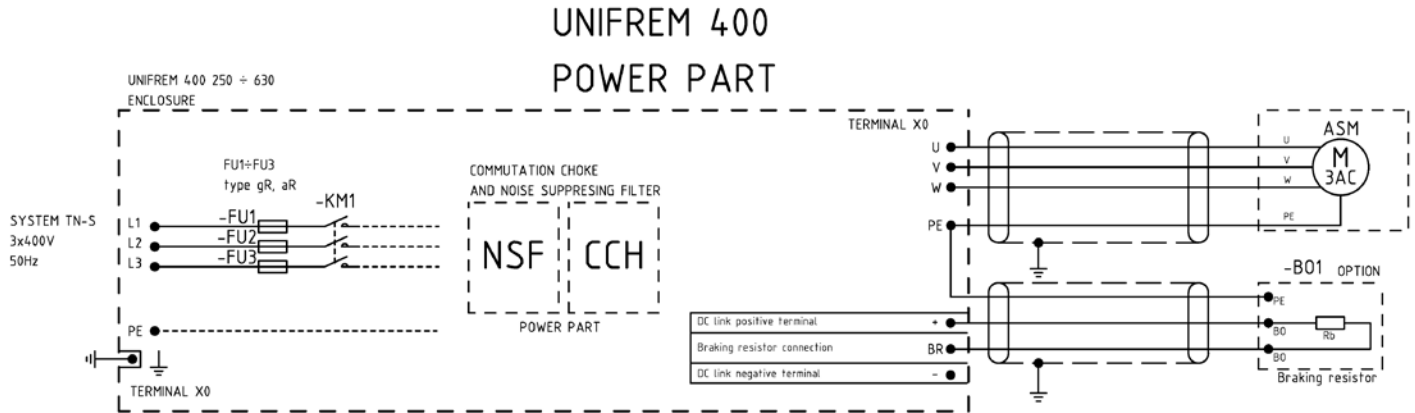 UNIFREM 400
POWER PART
UNIFREM 400 250 ÷ 630
ENCLOSURE
TERMINAL X0
SYSTEM TN-S
3x400V
50Hz
FU1÷FU3
type gR, aR
L1
L2
L3
-FU1
-FU2
-FU3
-KM1
PE
TERMINAL X0
COMMUTATION CHOKE
AND NOISE SUPPRESING FILTER
NSF
CCH
POWER PART
U
V
W
PE
DC link positive terminal +
Braking resistor connection BR
DC link negative terminal -
U
V
W
PE
ASM
M
3AC
-B01 OPTION
PE
BO
BO
Rb
Braking resistor